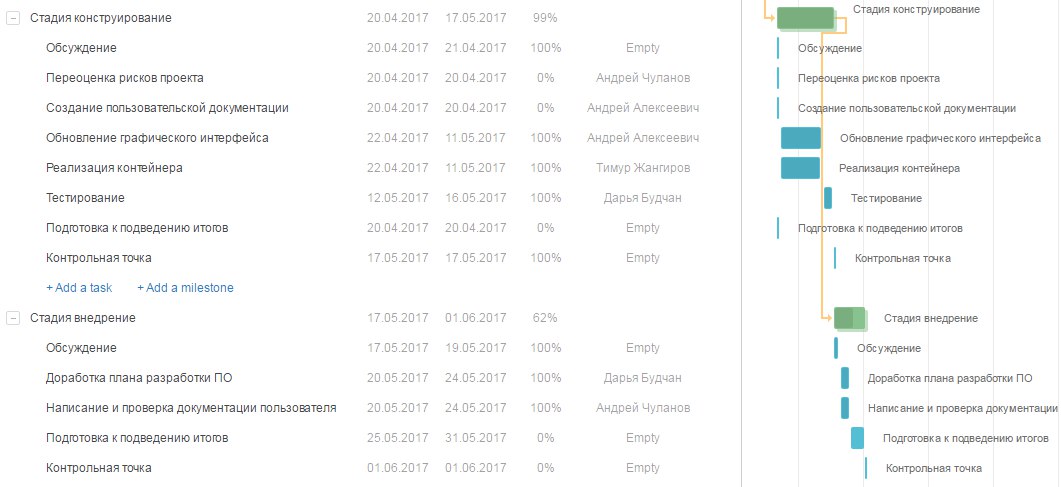 Стадия конструирование 20.04.2017 17.05.2017 99% Стадия конструирование
Обсуждение 20.04.2017 21.04.2017 100% Empty Обсуждение
Переоценка рисков проекта 20.04.2017 20.04.2017 0% Андрей Чуланов Переоценка рисков проекта
Создание пользовательской документации 20.04.2017 20.04.2017 0% Андрей Алексеевич Создание пользовательской документации
Обновление графического интерфейса 22.04.2017 11.05.2017 100% Андрей Алексеевич Обновление графического интерфейса
Реализация контейнера 22.04.2017 11.05.2017 100% Тимур Жангиров Реализация контейнера
Тестирование 12.05.2017 16.05.2017 100% Дарья Будчан Тестирование
Подготовка к подведению итогов 20.04.2017 20.04.2017 0% Empty Подготовка к подведению итогов
Контрольная точка 17.05.2017 17.05.2017 100% Empty Контрольная точка
+ Add a task + Add a milestone
Стадия внедрение 17.05.2017 01.06.2017 62% Стадия внедрение
Обсуждение 17.05.2017 19.05.2017 100% Empty Обсуждение
Доработка плана разработки ПО 20.05.2017 24.05.2017 100% Дарья Будчан Доработка плана разработки ПО
Написание и проверка документации пользователя 20.05.2017 24.05.2017 100% Андрей Чуланов Написание и проверка документации
Подготовка к подведению итогов 25.05.2017 31.05.2017 0% Empty Подготовка к подведению итогов
Контрольная точка 01.06.2017 01.06.2017 0% Empty Контрольная точка